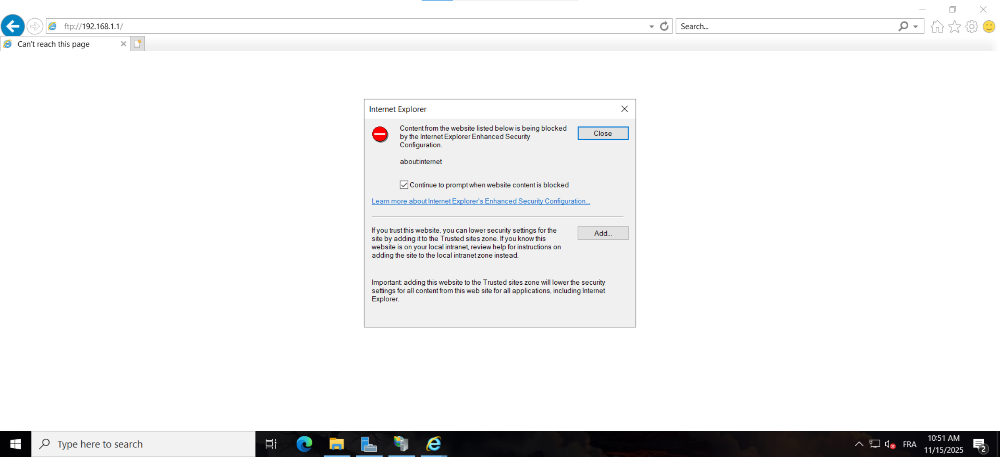 ftp://192.168.1.1/
Search...
Can't reach this page
Internet Explorer
Content from the website listed below is being blocked
by the Internet Explorer Enhanced Security
Configuration.
Close
about:internet
Continue to prompt when website content is blocked
Learn more about Internet Explorer's Enhanced Security Configuration...
If you trust this website, you can lower security settings for the
site by adding it to the Trusted sites zone. If you know this
website is on your local intranet, review help for instructions on
adding the site to the local intranet zone instead.
Add...
Important: adding this website to the Trusted sites zone will lower the security
settings for all content from this web site for all applications, including Internet
Explorer.
Type here to search
FRA
10:51 AM
11/15/2025
2